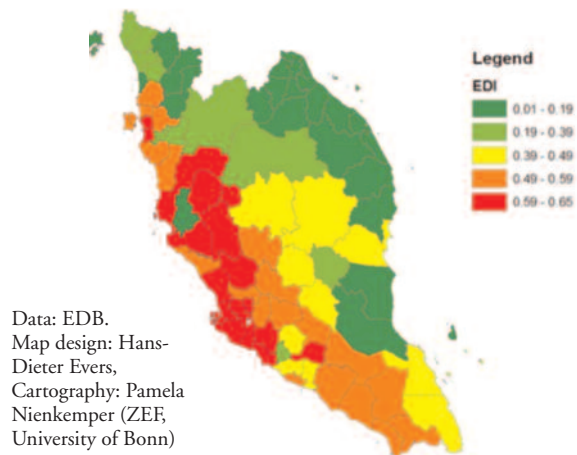 Legend
EDI
0.01 - 0.19
0.19 - 0.39
0.39 - 0.49
0.49 - 0.59
0.59 - 0.65
Data: EDB.
Map design: Hans-
Dieter Evers,
Cartography: Pamela
Nienkemper (ZEF,
University of Bonn)